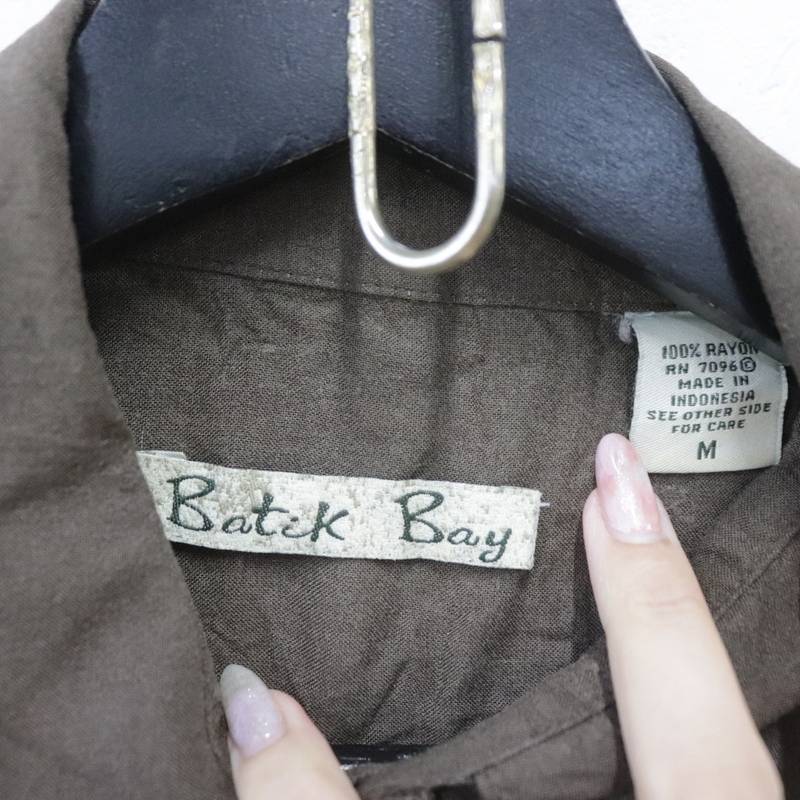 Batik Bay
100% RAYON
RN 7096©
MADE IN
INDONESIA
SEE OTHER SIDE
FOR CARE
M